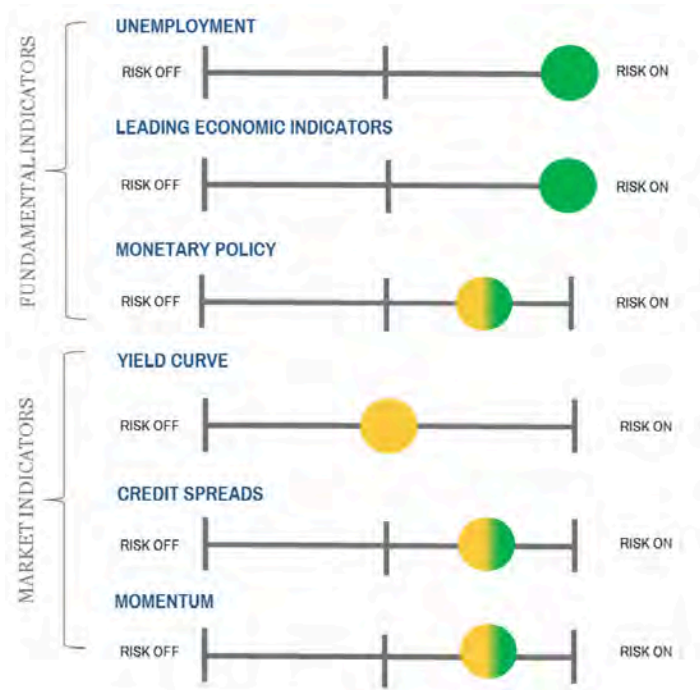 FUNDAMENTAL INDICATORS
UNEMPLOYMENT
RISK OFF RISK ON
LEADING ECONOMIC INDICATORS
RISK OFF RISK ON
MONETARY POLICY
RISK OFF RISK ON
MARKET INDICATORS
YIELD CURVE
RISK OFF RISK ON
CREDIT SPREADS
RISK OFF RISK ON
MOMENTUM
RISK OFF RISK ON